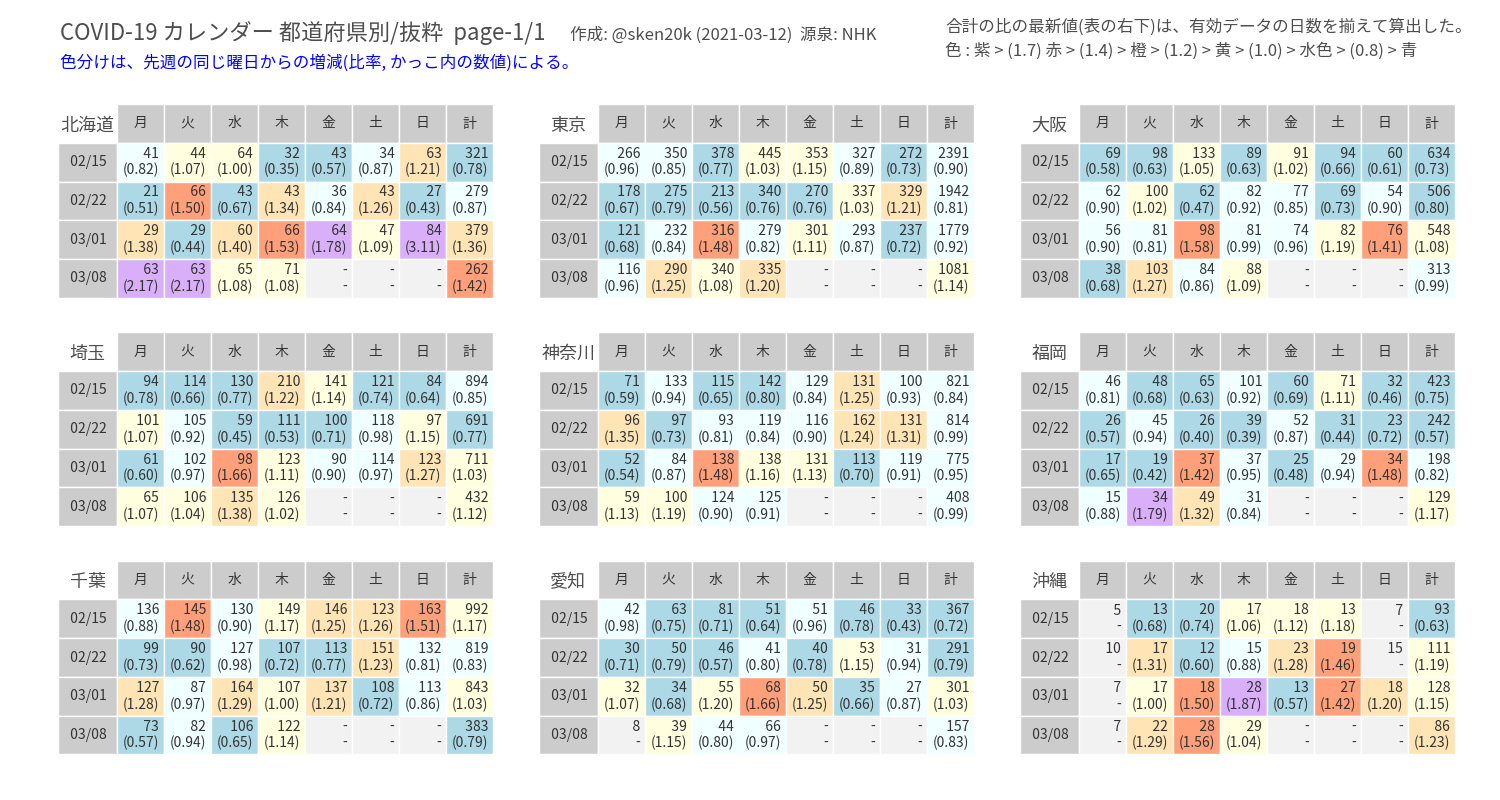 COVID-19 カレンダー 都道府県別/抜粋 page-1/1 作成: @sken20k (2021-03-12) 源泉: NHK
合計の比の最新値(表の右下)は、有効データの日数を揃えて算出した。
色 : 紫 > (1.7) 赤 > (1.4) > 橙 > (1.2) > 黄 > (1.0) > 水色 > (0.8) > 青
色分けは、先週の同じ曜日からの増減(比率, かっこ内の数値)による。
北海道 月 火 水 木 金 土 日 計
02/15 41 44 64 32 43 34 63 321
(0.82) (1.07) (1.00) (0.35) (0.57) (0.87) (1.21) (0.78)
02/22 21 66 43 43 36 43 27 279
(0.51) (1.50) (0.67) (1.34) (0.84) (1.26) (0.43) (0.87)
03/01 29 29 60 66 64 47 84 379
(1.38) (0.44) (1.40) (1.53) (1.78) (1.09) (3.11) (1.36)
03/08 63 63 65 71 - - - 262
(2.17) (2.17) (1.08) (1.08) - - - (1.42)
東京 月 火 水 木 金 土 日 計
02/15 266 350 378 445 353 327 272 2391
(0.96) (0.85) (0.77) (1.03) (1.15) (0.89) (0.73) (0.90)
02/22 178 275 213 340 270 337 329 1942
(0.67) (0.79) (0.56) (0.76) (0.76) (1.03) (1.21) (0.81)
03/01 121 232 316 279 301 293 237 1779
(0.68) (0.84) (1.48) (0.82) (1.11) (0.87) (0.72) (0.92)
03/08 116 290 340 335 - - - 1081
(0.96) (1.25) (1.08) (1.20) - - - (1.14)
大阪 月 火 水 木 金 土 日 計
02/15 69 98 133 89 91 94 60 634
(0.58) (0.63) (1.05) (0.63) (1.02) (0.66) (0.61) (0.73)
02/22 62 100 62 82 77 69 54 506
(0.90) (1.02) (0.47) (0.92) (0.85) (0.73) (0.90) (0.80)
03/01 56 81 98 81 74 82 76 548
(0.90) (0.81) (1.58) (0.99) (0.96) (1.19) (1.41) (1.08)
03/08 38 103 84 88 - - - 313
(0.68) (1.27) (0.86) (1.09) - - - (0.99)
埼玉 月 火 水 木 金 土 日 計
02/15 94 114 130 210 141 121 84 894
(0.78) (0.66) (0.77) (1.22) (1.14) (0.74) (0.64) (0.85)
02/22 101 105 59 111 100 118 97 691
(1.07) (0.92) (0.45) (0.53) (0.71) (0.98) (1.15) (0.77)
03/01 61 102 98 123 90 114 123 711
(0.60) (0.97) (1.66) (1.11) (0.90) (0.97) (1.27) (1.03)
03/08 65 106 135 126 - - - 432
(1.07) (1.04) (1.38) (1.02) - - - (1.12)
神奈川 月 火 水 木 金 土 日 計
02/15 71 133 115 142 129 131 100 821
(0.59) (0.94) (0.65) (0.80) (0.84) (1.25) (0.93) (0.84)
02/22 96 97 93 119 116 162 131 814
(1.35) (0.73) (0.81) (0.84) (0.90) (1.24) (1.31) (0.99)
03/01 52 84 138 138 131 113 119 775
(0.54) (0.87) (1.48) (1.16) (1.13) (0.70) (0.91) (0.95)
03/08 59 100 124 125 - - - 408
(1.13) (1.19) (0.90) (0.91) - - - (0.99)
福岡 月 火 水 木 金 土 日 計
02/15 46 48 65 101 60 71 32 423
(0.81) (0.68) (0.63) (0.92) (0.69) (1.11) (0.46) (0.75)
02/22 26 45 26 39 52 31 23 242
(0.57) (0.94) (0.40) (0.39) (0.87) (0.44) (0.72) (0.57)
03/01 17 19 37 37 25 29 34 198
(0.65) (0.42) (1.42) (0.95) (0.48) (0.94) (1.48) (0.82)
03/08 15 34 49 31 - - - 129
(0.88) (1.79) (1.32) (0.84) - - - (1.17)
千葉 月 火 水 木 金 土 日 計
02/15 136 145 130 149 146 123 163 992
(0.88) (1.48) (0.90) (1.17) (1.25) (1.26) (1.51) (1.17)
02/22 99 90 127 107 113 151 132 819
(0.73) (0.62) (0.98) (0.72) (0.77) (1.23) (0.81) (0.83)
03/01 127 87 164 107 137 108 113 843
(1.28) (0.97) (1.29) (1.00) (1.21) (0.72) (0.86) (1.03)
03/08 73 82 106 122 - - - 383
(0.57) (0.94) (0.65) (1.14) - - - (0.79)
愛知 月 火 水 木 金 土 日 計
02/15 42 63 81 51 51 46 33 367
(0.98) (0.75) (0.71) (0.64) (0.96) (0.78) (0.43) (0.72)
02/22 30 50 46 41 40 53 31 291
(0.71) (0.79) (0.57) (0.80) (0.78) (1.15) (0.94) (0.79)
03/01 32 34 55 68 50 35 27 301
(1.07) (0.68) (1.20) (1.66) (1.25) (0.66) (0.87) (1.03)
03/08 8 39 44 66 - - - 157
- (1.15) (0.80) (0.97) - - - (0.83)
沖縄 月 火 水 木 金 土 日 計
02/15 5 13 20 17 18 13 7 93
- (0.68) (0.74) (1.06) (1.12) (1.18) - (0.63)
02/22 10 17 12 15 23 19 15 111
- (1.31) (0.60) (0.88) (1.28) (1.46) - (1.19)
03/01 7 17 18 28 13 27 18 128
- (1.00) (1.50) (1.87) (0.57) (1.42) (1.20) (1.15)
03/08 7 22 28 29 - - - 86
- (1.29) (1.56) (1.04) - - - (1.23)